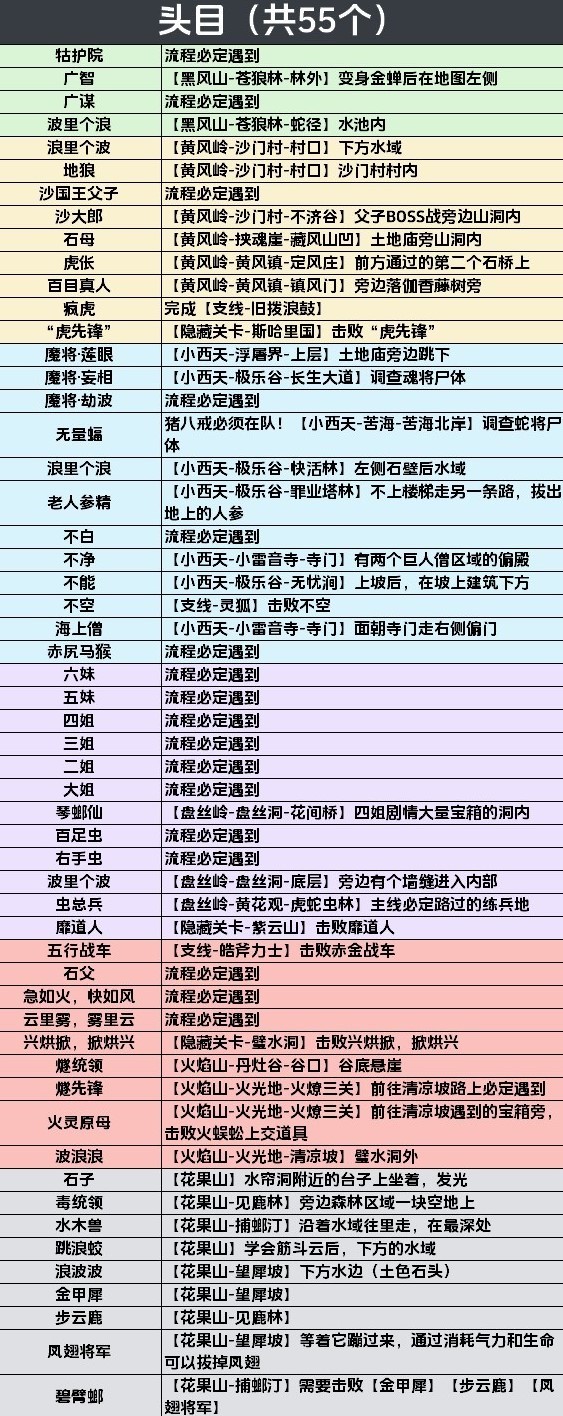 头目（共55个）
牯护院 流程必定遇到
广智 【黑风山-苍狼林-林外】变身金蝉后在地图左侧
广谋 流程必定遇到
波里个浪 【黑风山-苍狼林-蛇径】水池内
浪里个波 【黄风岭-沙门村-村口】下方水域
地狼 【黄风岭-沙门村-村口】沙门村村内
沙国王父子 流程必定遇到
沙大郎 【黄风岭-沙门村-不济谷】父子BOSS战旁边山洞内
石母 【黄风岭-挟魂崖-藏风山凹】土地庙旁山洞内
虎伥 【黄风岭-黄风镇-定风庄】前方通过的第二个石桥上
百目真人 【黄风岭-黄风镇-镇风门】旁边落伽香藤树旁
疯虎 完成【支线-旧拨浪鼓】
“虎先锋” 【隐藏关卡-斯哈里国】击败“虎先锋”
魔将·莲眼 【小西天-浮屠界-上层】土地庙旁边跳下
魔将·妄相 【小西天-极乐谷-长生大道】调查魂将尸体
魔将·劫波 流程必定遇到
无量蝠 猪八戒必须在队！【小西天-苦海-苦海北岸】调查蛇将尸
体
浪里个浪 【小西天-极乐谷-快活林】左侧石壁后水域
老人参精 【小西天-极乐谷-罪业塔林】不上楼梯走另一条路，拔出
地上的人参
不白 流程必定遇到
不净 【小西天-小雷音寺-寺门】有两个巨人僧区域的偏殿
不能 【小西天-极乐谷-无忧涧】上坡后，在坡上建筑下方
不空 【支线-灵狐】击败不空
海上僧 【小西天-小雷音寺-寺门】面朝寺门走右侧偏门
赤尻马猴 流程必定遇到
六妹 流程必定遇到
五妹 流程必定遇到
四姐 流程必定遇到
三姐 流程必定遇到
二姐 流程必定遇到
大姐 流程必定遇到
琴螂仙 【盘丝岭-盘丝洞-花间桥】四姐剧情大量宝箱的洞内
百足虫 流程必定遇到
右手虫 流程必定遇到
波里个波 【盘丝岭-盘丝洞-底层】旁边有个墙缝进入内部
虫总兵 【盘丝岭-黄花观-虎蛇虫林】主线必定路过的练兵地
靡道人 【隐藏关卡-紫云山】击败靡道人
五行战车 【支线-皓斧力士】击败赤金战车
石父 流程必定遇到
急如火，快如风 流程必定遇到
云里雾，雾里云 流程必定遇到
兴烘掀，掀烘兴 【隐藏关卡-璧水洞】击败兴烘掀，掀烘兴
燧统领 【火焰山-丹灶谷-谷口】谷底悬崖
燧先锋 【火焰山-火光地-火燎三关】前往清凉坡路上必定遇到
火灵原母 【火焰山-火光地-火燎三关】前往清凉坡遇到的宝箱旁，
击败火蜈蚣上交道具
波浪浪 【火焰山-火光地-清凉坡】璧水洞外
石子 【花果山】水帘洞附近的台子上坐着，发光
毒统领 【花果山-见鹿林】旁边森林区域一块空地上
水木兽 【花果山-捕螂汀】沿着水域往里走，在最深处
跳浪蛟 【花果山】学会筋斗云后，下方的水域
浪波波 【花果山-望犀坡】下方水边（土色石头）
金甲犀 【花果山-望犀坡】
步云鹿 【花果山-见鹿林】
凤翅将军 【花果山-望犀坡】等着它蹦过来，通过消耗气力和生命
可以拔掉凤翅
碧臂螂 【花果山-捕螂汀】需要击败【金甲犀】【步云鹿】【凤
翅将军】